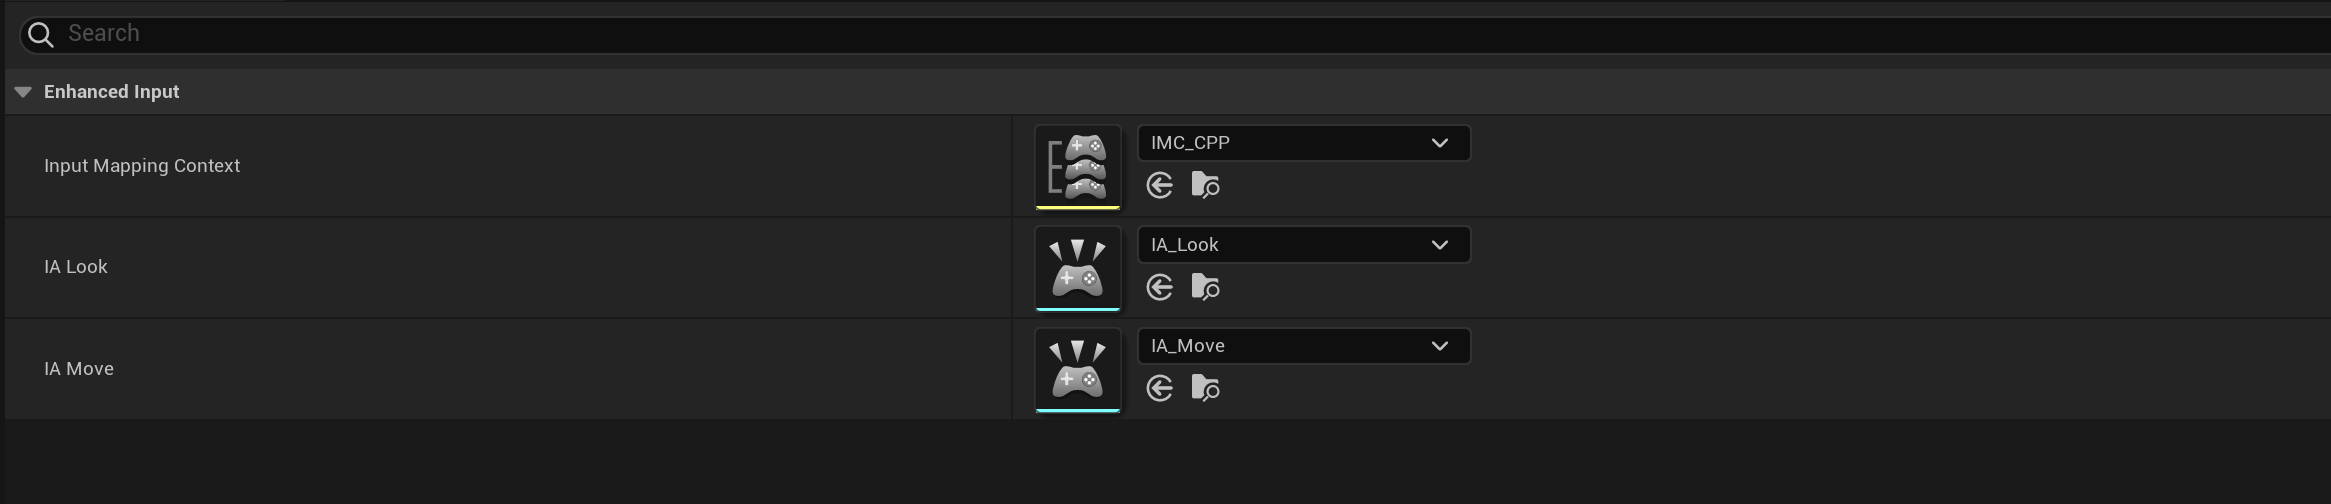 Search
Enhanced Input
Input Mapping Context
IMC_CPP
IA Look
IA_Look
IA Move
IA_Move